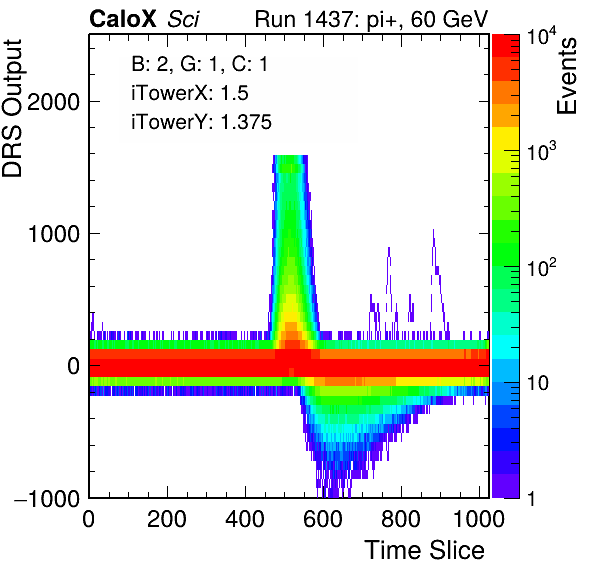 CaloX Sci Run 1437: pi+, 60 GeV
B: 2, G: 1, C: 1
iTowerX: 1.5
iTowerY: 1.375
DRS Output
2000
1000
0
−1000
0 200 400 600 800 1000
Time Slice
Events
10^4
10^3
10^2
10
1